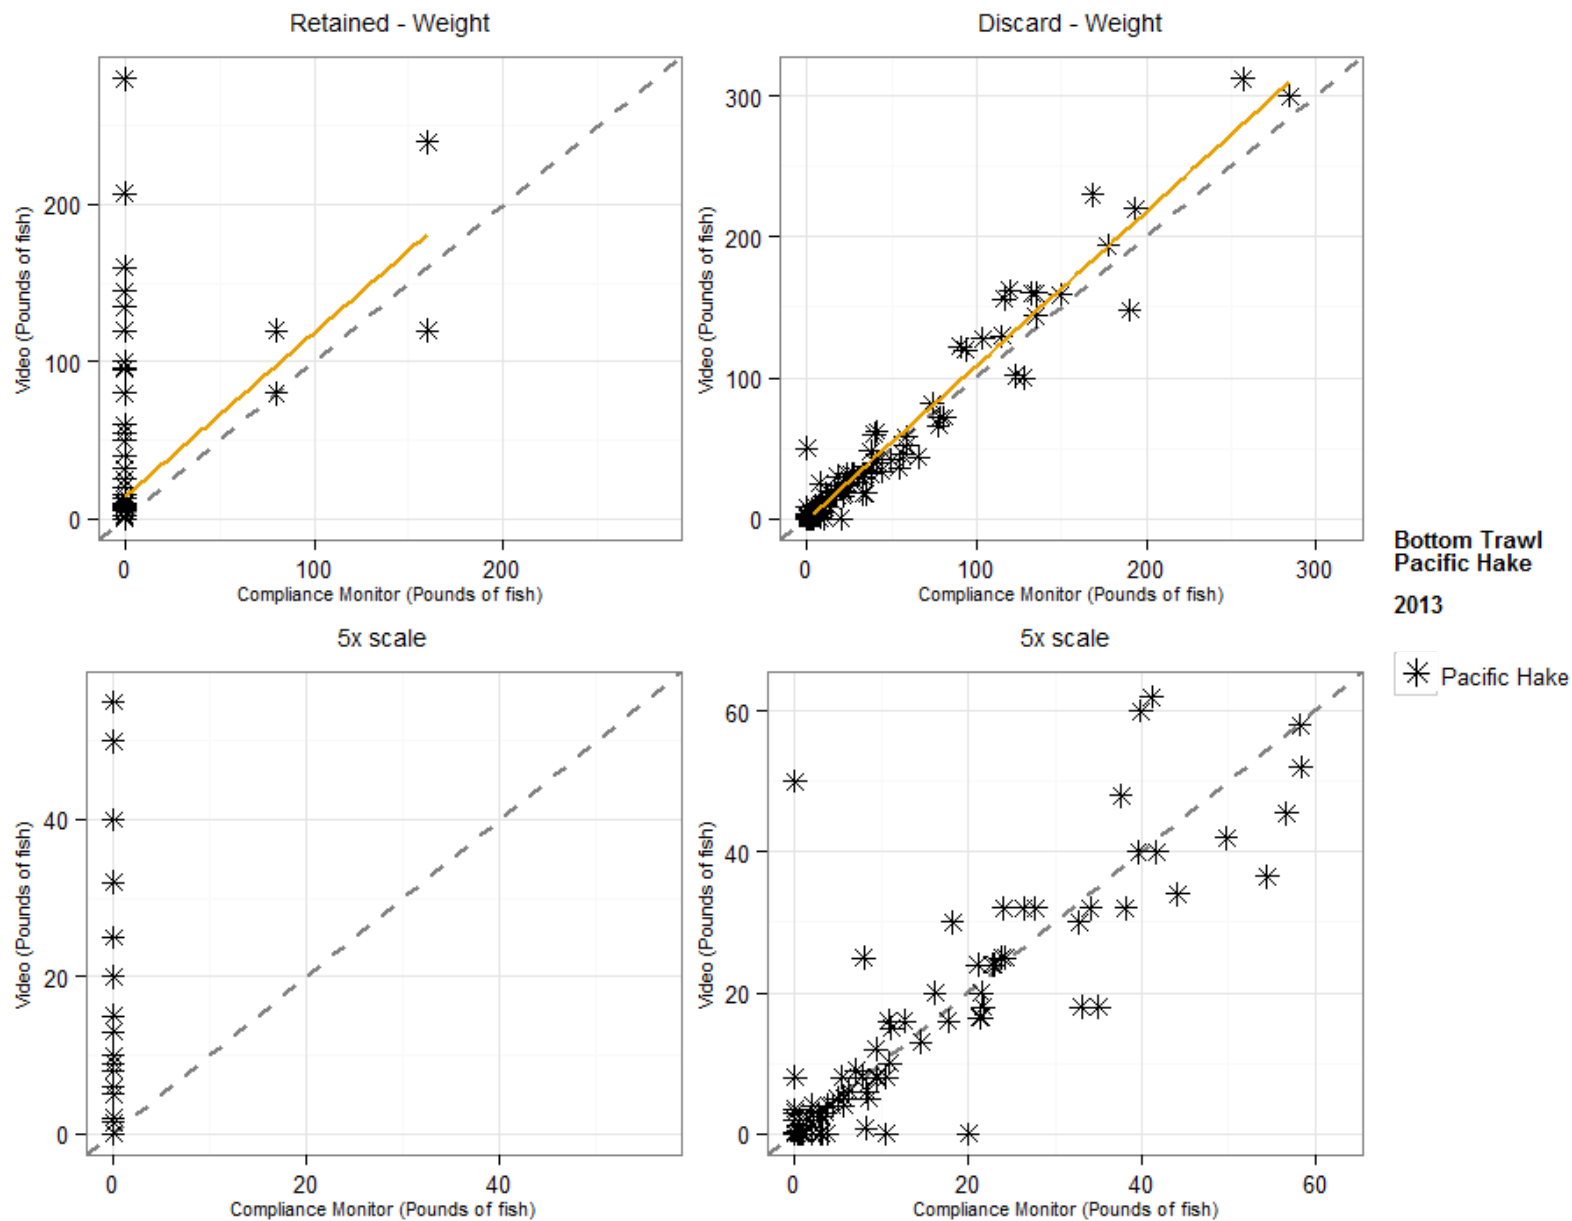 Retained - Weight
Discard - Weight
Video (Pounds of fish)
200
100
0
0 100 200
Compliance Monitor (Pounds of fish)
Video (Pounds of fish)
300
200
100
0
0 100 200 300
Compliance Monitor (Pounds of fish)
Bottom Trawl
Pacific Hake
2013
Pacific Hake
5x scale
5x scale
Video (Pounds of fish)
40
20
0
0 20 40
Compliance Monitor (Pounds of fish)
Video (Pounds of fish)
60
40
20
0
0 20 40 60
Compliance Monitor (Pounds of fish)